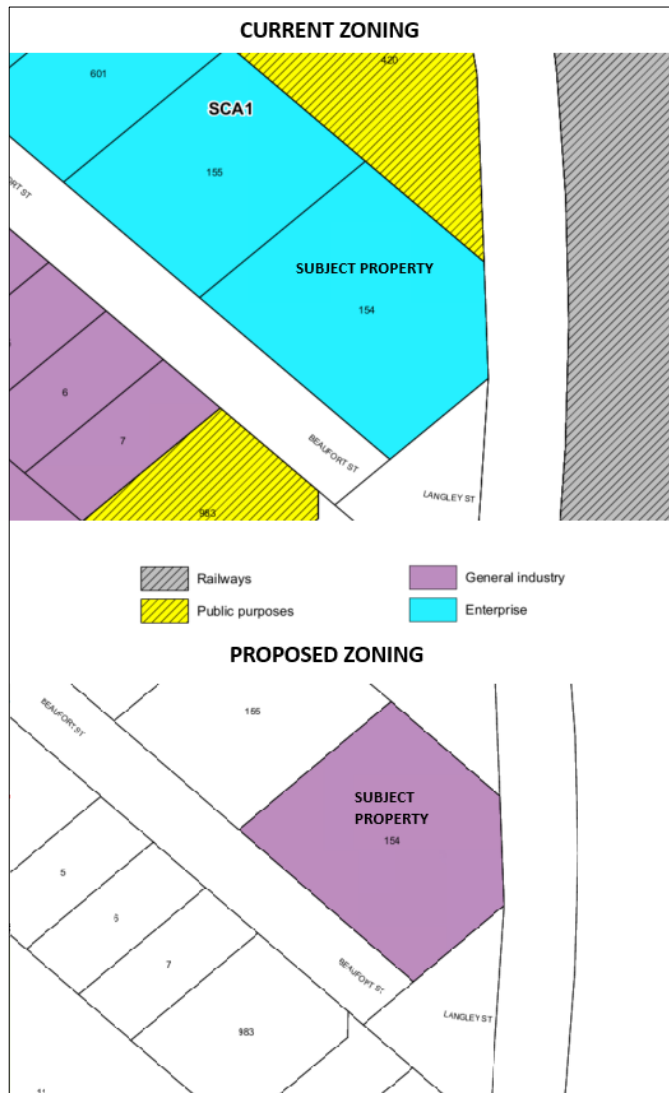 CURRENT ZONING
420
601
SCA1
155
ORT ST
SUBJECT PROPERTY
154
6
7
BEAUFORT ST
LANGLEY ST
983
Railways
General industry
Public purposes
Enterprise
PROPOSED ZONING
BEAUFORT ST
155
SUBJECT
PROPERTY
154
5
6
7
BEAUFORT ST
983
LANGLEY ST